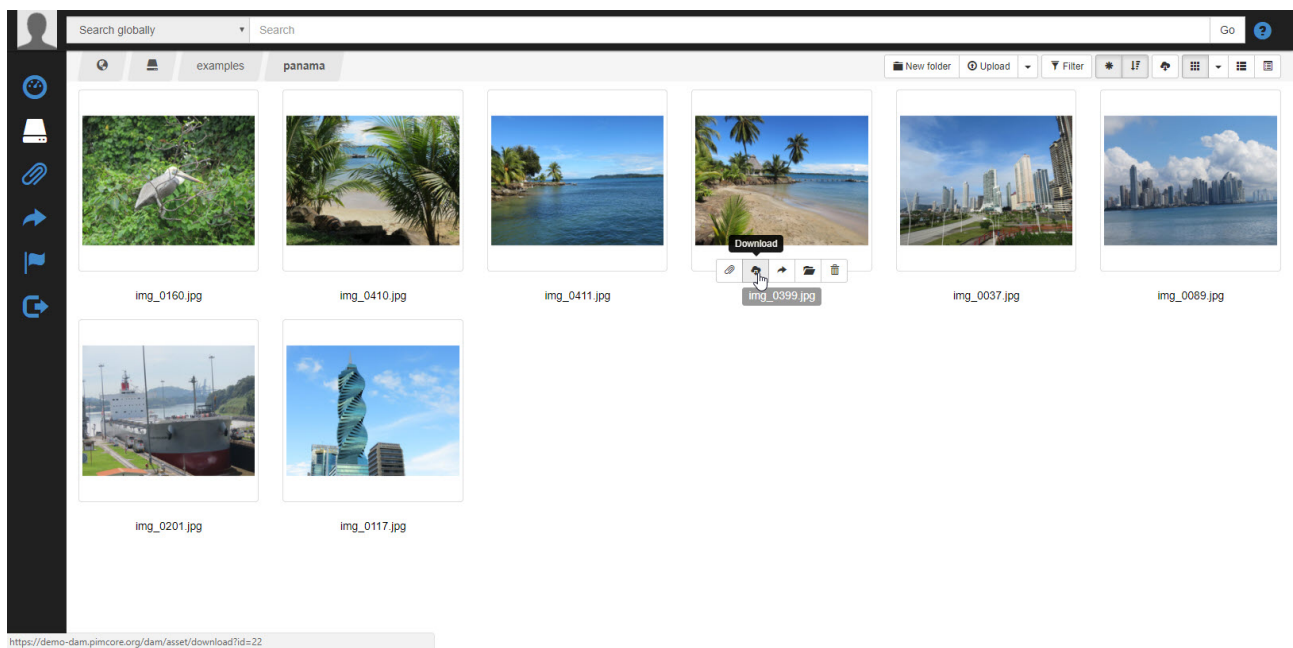 Search globally Search Go ?
examples panama New folder Upload Filter
Download
img_0160.jpg img_0410.jpg img_0411.jpg img_0399.jpg img_0037.jpg img_0089.jpg
img_0201.jpg img_0117.jpg
https://demo-dam.pimcore.org/dam/asset/download?id=22